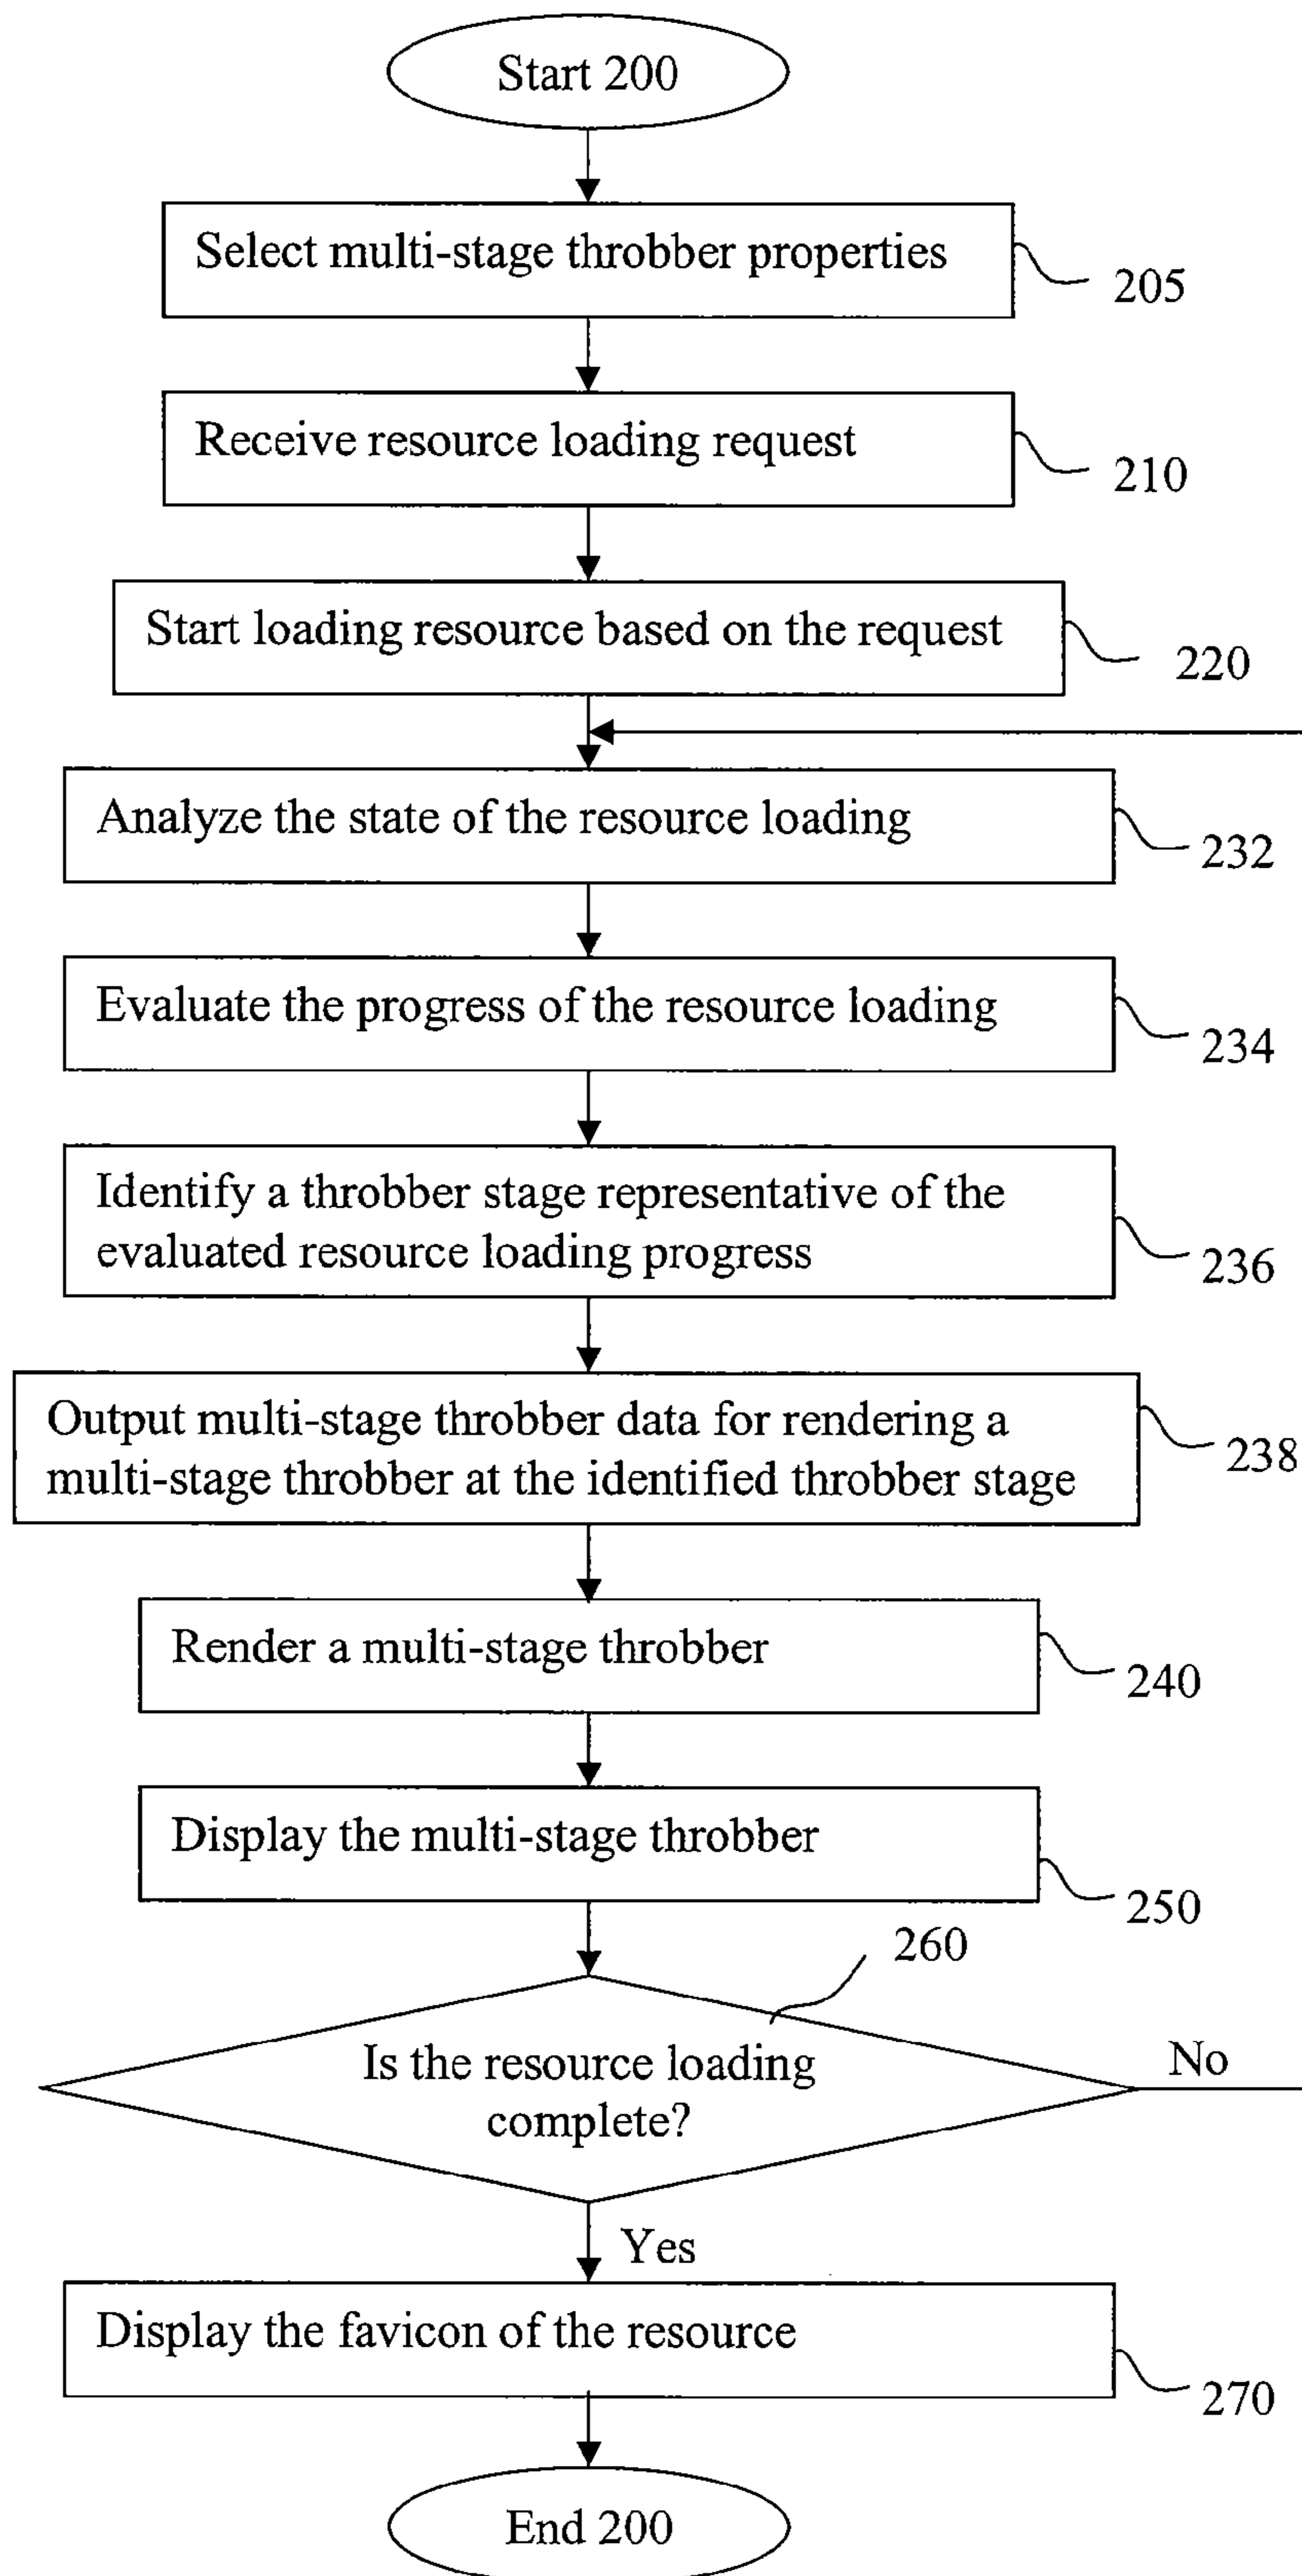 Start 200
Select multi-stage throbber properties
205
Receive resource loading request
210
Start loading resource based on the request
220
Analyze the state of the resource loading
232
Evaluate the progress of the resource loading
234
Identify a throbber stage representative of the
evaluated resource loading progress
236
Output multi-stage throbber data for rendering a
multi-stage throbber at the identified throbber stage
238
Render a multi-stage throbber
240
Display the multi-stage throbber
250
260
Is the resource loading
complete?
No
Yes
Display the favicon of the resource
270
End 200